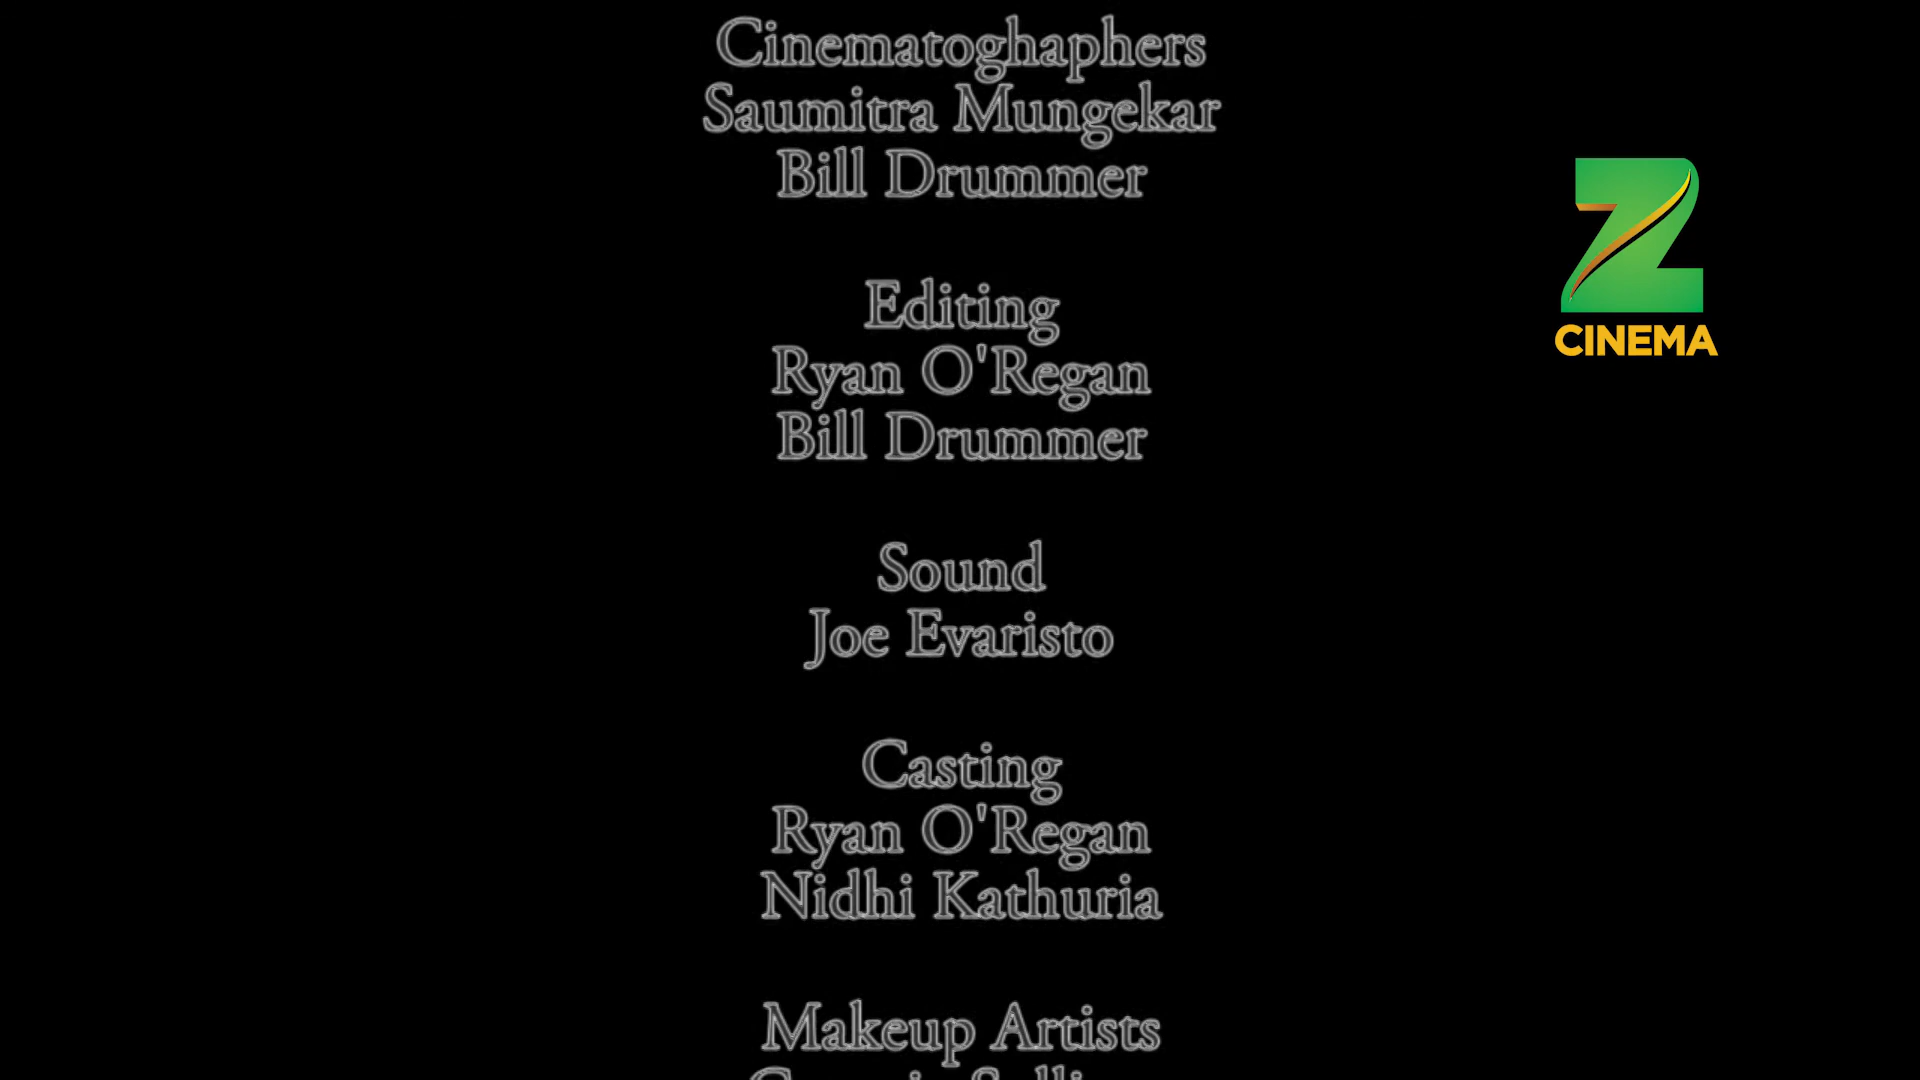 Cinematoghaphers
Saumitra Mungekar
Bill Drummer
Editing
Ryan O'Regan
Bill Drummer
Sound
Joe Evaristo
Casting
Ryan O'Regan
Nidhi Kathuria
Makeup Artists
Z
CINEMA